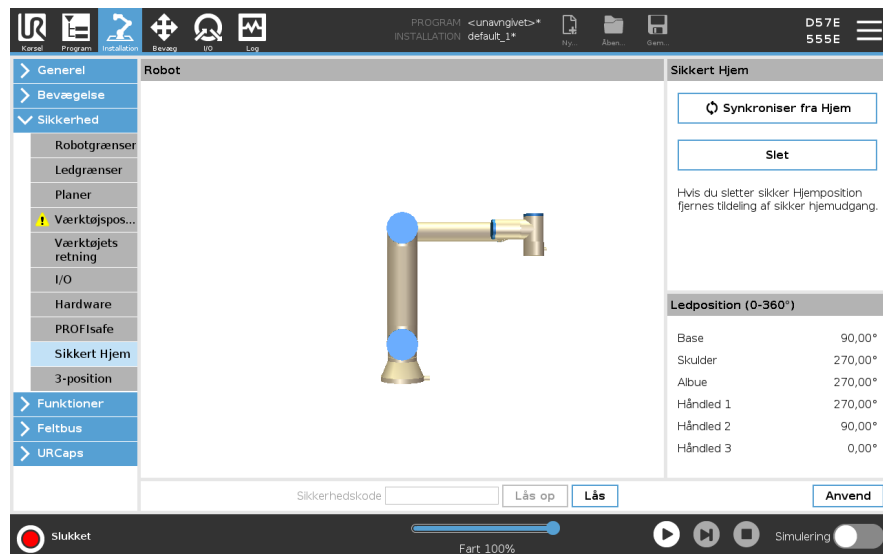 PROGRAM <unavngivet>*
INSTALLATION default_1*
Kørsel
Program
Installation
Bevæg
I/O
Log
Ny...
Åben...
Gem...
D57E
555E
Generel
Bevægelse
Sikkerhed
Robotgrænser
Ledgrænser
Planer
Værktøjspos...
Værktøjets
retning
I/O
Hardware
PROFIsafe
Sikkert Hjem
3-position
Funktioner
Feltbus
URCaps
Robot
Sikkert Hjem
Synkroniser fra Hjem
Slet
Hvis du sletter sikker Hjemposition
fjernes tildeling af sikker hjemudgang.
Ledposition (0-360°)
Base 90,00°
Skulder 270,00°
Albue 270,00°
Håndled 1 270,00°
Håndled 2 90,00°
Håndled 3 0,00°
Sikkerhedskode
Lås op
Lås
Anvend
Slukket
Fart 100%
Simulering